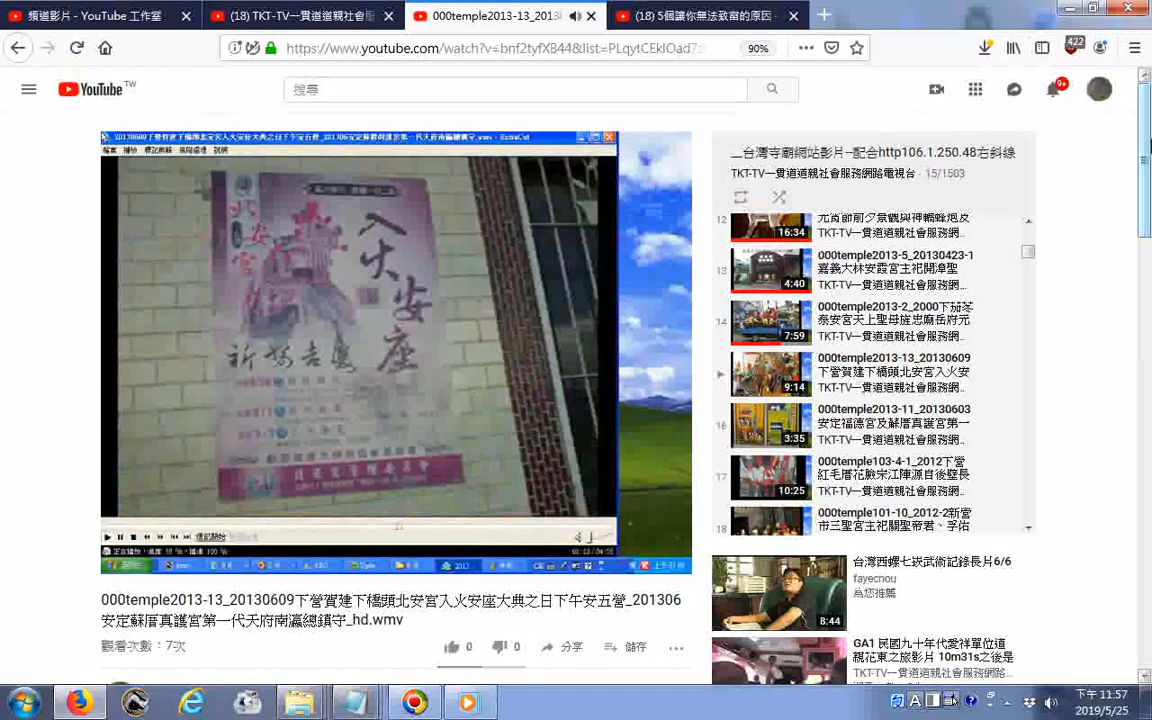 頻道影片 - YouTube 工作室
(18) TKT-TV一貫道道親社會
000temple2013-13_2013
(18) 5個讓你無法致富的原因
https://www.youtube.com/watch?v=bnf2tyfX844&list=PLqytCEkIOad7
90%
422
YouTube TW
搜尋
9+
北安宮
入火安座
二台灣寺廟網站影片--配合http106.1.250.48右斜線
TKT-TV一貫道道親社會服務網路電視台 - 15/1503
12
元宵節前夕景觀與神轎蜂炮反
TKT-TV一貫道道親社會服務網..
16:34
13
000temple2013-5_20130423-1
嘉義大林安霞宮主祀開漳聖
TKT-TV一貫道道親社會服務網..
4:40
14
000temple2013-2_2000下茄苳
泰安宮天上聖母旌忠廟岳府元
TKT-TV一貫道道親社會服務網..
7:59
000temple2013-13_20130609
下營賀建下橋頭北安宮入火安
TKT-TV一貫道道親社會服務網..
9:14
16
000temple2013-11_20130603
安定福德宮及蘇厝真護宮第一
TKT-TV一貫道道親社會服務網..
3:35
17
000temple103-4-1_2012下營
紅毛厝花臉宋江陣源自後壁長
TKT-TV一貫道道親社會服務網..
10:25
18
000temple101-10_2012-2新營
市三聖宮主祀關聖帝君、孚佑
000temple2013-13_20130609下營賀建下橋頭北安宮入火安座大典之日下午安五營_201306
安定蘇厝真護宮第一代天府南瀛總鎮守_hd.wmv
觀看次數：7次
0
0
分享
儲存
台灣西螺七崁武術記錄長片6/6
fayecnou
為您推薦
8:44
GA1 民國九十年代愛祥單位道
親花東之旅影片 10m31s之後是
TKT-TV一貫道道親社會服務網路..
下午 11:57
2019/5/25